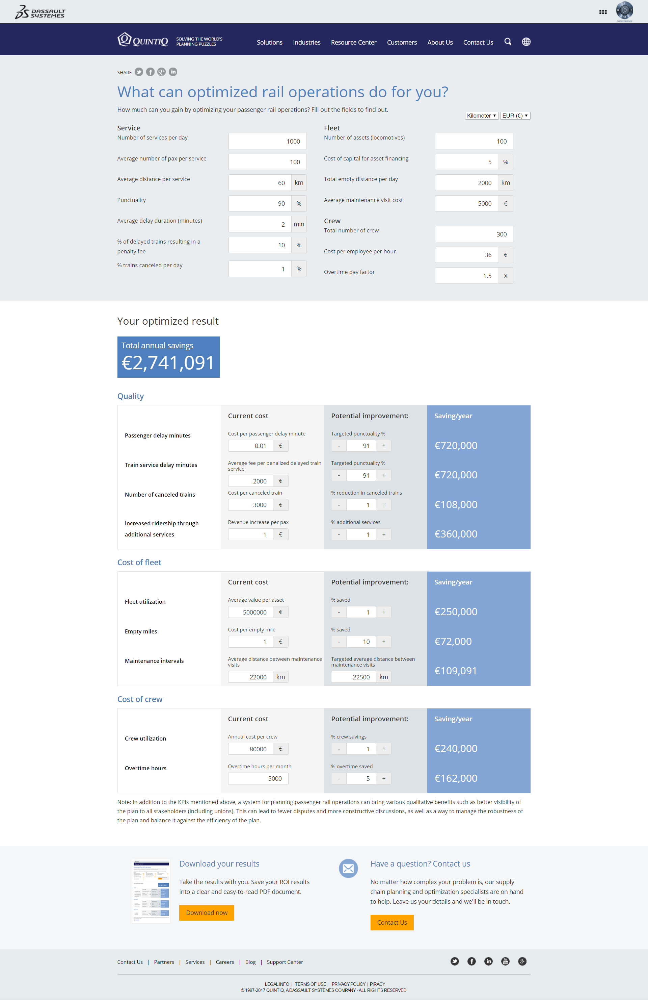 DASSAULT
SYSTEMES
QUINTIQ
SOLVING THE WORLD'S
PLANNING PUZZLES
Solutions Industries Resource Center Customers About Us Contact Us
SHARE
What can optimized rail operations do for you?
How much can you gain by optimizing your passenger rail operations? Fill out the fields to find out.
Kilometer EUR (€)
Service
Number of services per day 1000
Average number of pax per service 100
Average distance per service 60 km
Punctuality 90 %
Average delay duration (minutes) 2 min
% of delayed trains resulting in a
penalty fee 10 %
% trains canceled per day 1 %
Fleet
Number of assets (locomotives) 100
Cost of capital for asset financing 5 %
Total empty distance per day 2000 km
Average maintenance visit cost 5000 €
Crew
Total number of crew 300
Cost per employee per hour 36 €
Overtime pay factor 1.5 x
Your optimized result
Total annual savings
€2,741,091
Quality
Current cost Potential improvement: Saving/year
Passenger delay minutes
Cost per passenger delay minute
0.01 €
Targeted punctuality %
- 91 +
€720,000
Train service delay minutes
Average fee per penalized delayed train
service
2000 €
Targeted punctuality %
- 91 +
€720,000
Number of canceled trains
Cost per canceled train
3000 €
% reduction in canceled trains
- 1 +
€108,000
Increased ridership through
additional services
Revenue increase per pax
1 €
% additional services
- 1 +
€360,000
Cost of fleet
Current cost Potential improvement: Saving/year
Fleet utilization
Average value per asset
5000000 €
% saved
- 1 +
€250,000
Empty miles
Cost per empty mile
1 €
% saved
- 10 +
€72,000
Maintenance intervals
Average distance between maintenance
visits
22000 km
Targeted average distance between
maintenance visits
22500 km
€109,091
Cost of crew
Current cost Potential improvement: Saving/year
Crew utilization
Annual cost per crew
80000 €
% crew savings
- 1 +
€240,000
Overtime hours
Overtime hours per month
5000
% overtime saved
- 5 +
€162,000
Note: In addition to the KPIs mentioned above, a system for planning passenger rail operations can bring various qualitative benefits such as better visibility of
the plan to all stakeholders (including unions). This can lead to fewer disputes and more constructive discussions, as well as a way to manage the robustness of
the plan and balance it against the efficiency of the plan.
Download your results
Take the results with you. Save your ROI results
into a clear and easy-to-read PDF document.
Download now
Have a question? Contact us
No matter how complex your problem is, our supply
chain planning and optimization specialists are on hand
to help. Leave us your details and we'll be in touch.
Contact Us
Contact Us | Partners | Services | Careers | Blog | Support Center
LEGAL INFO | TERMS OF USE | PRIVACY POLICY | PIRACY
© 1997-2017 QUINTIQ, A DASSAULT SYSTÈMES COMPANY - ALL RIGHTS RESERVED